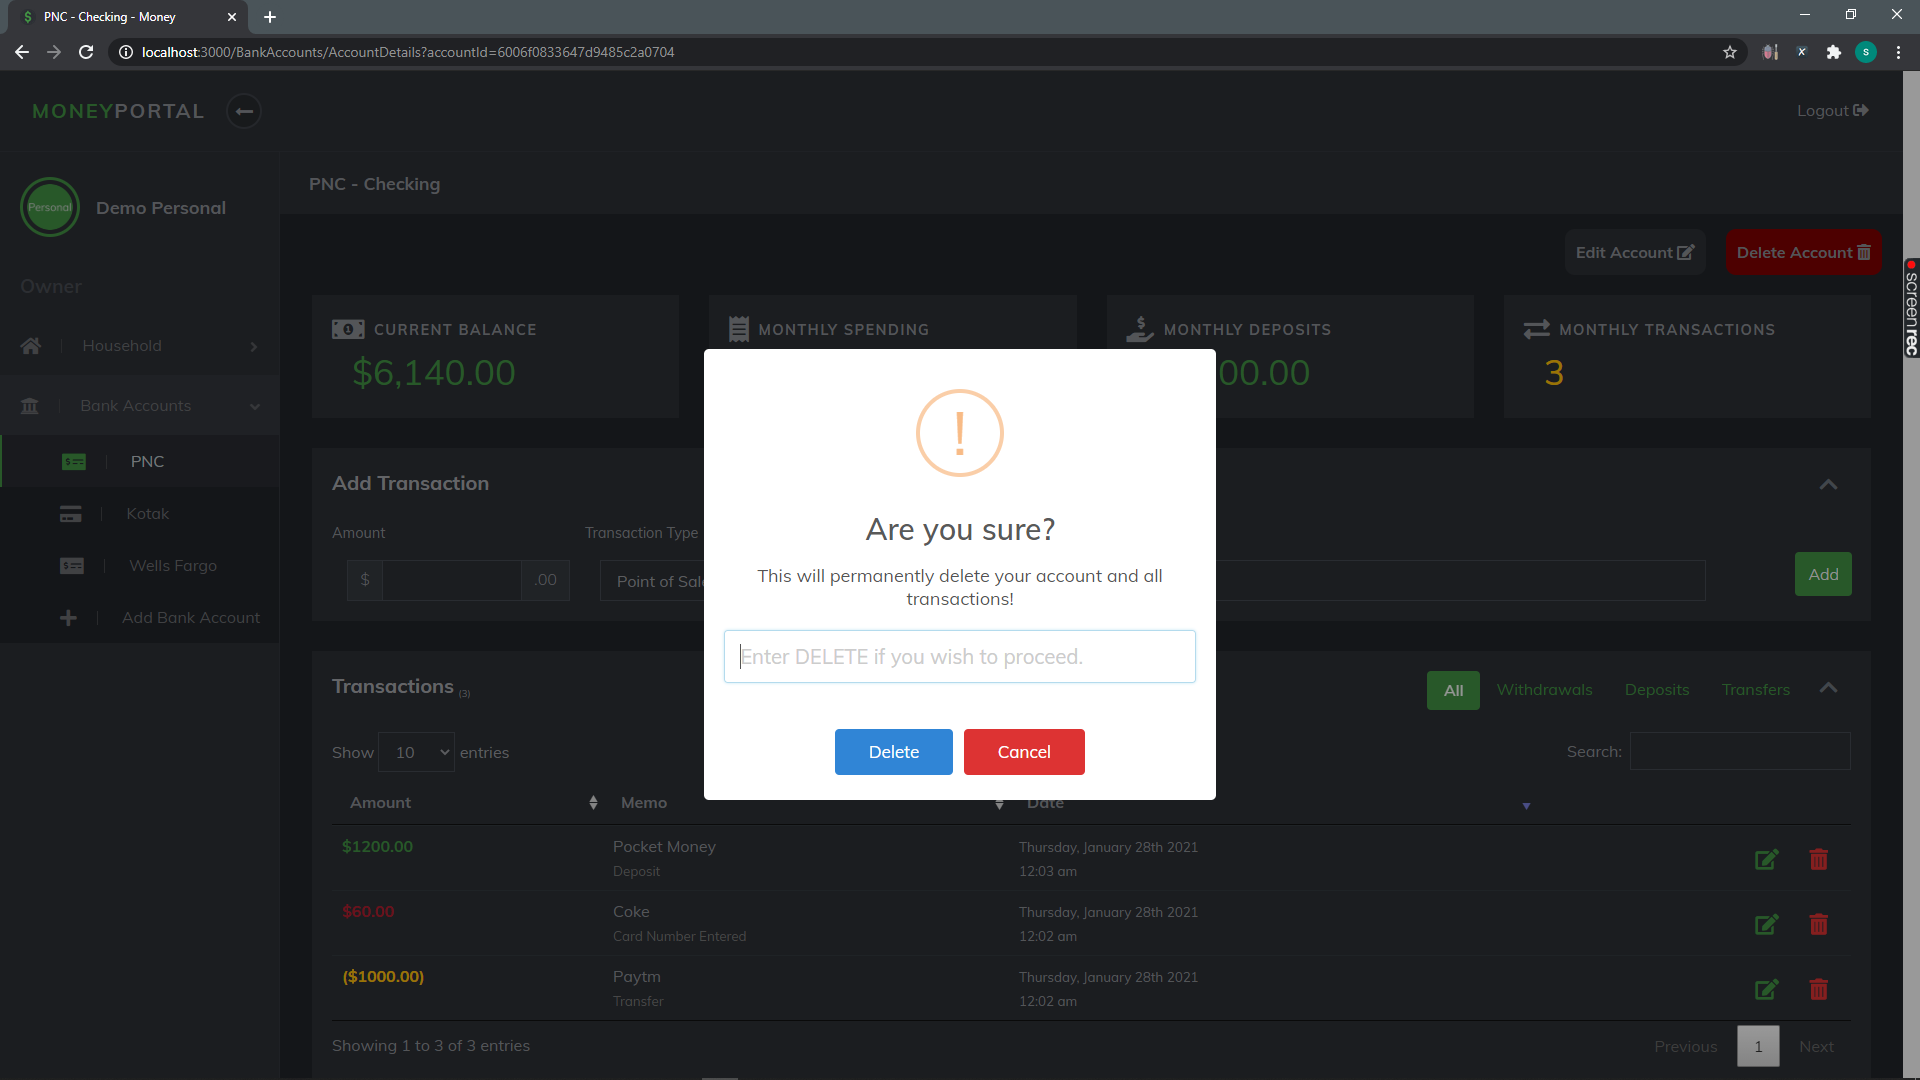 PNC - Checking - Money
localhost:3000/BankAccounts/AccountDetails?accountId=6006f0833647d9485c2a0704
S
MONEYPORTAL
Logout
Personal
Demo Personal
Owner
Household
Bank Accounts
PNC
Kotak
Wells Fargo
Add Bank Account
PNC - Checking
Edit Account
Delete Account
CURRENT BALANCE
$6,140.00
MONTHLY SPENDING
MONTHLY DEPOSITS
00.00
MONTHLY TRANSACTIONS
3
Add Transaction
Amount
Transaction Type
$
.00
Point of Sale
Add
Are you sure?
This will permanently delete your account and all
transactions!
Enter DELETE if you wish to proceed.
Delete
Cancel
Transactions (3)
All
Withdrawals
Deposits
Transfers
Show 10 entries
Search:
Amount
Memo
Date
$1200.00
Pocket Money
Deposit
Thursday, January 28th 2021
12:03 am
$60.00
Coke
Card Number Entered
Thursday, January 28th 2021
12:02 am
($1000.00)
Paytm
Transfer
Thursday, January 28th 2021
12:02 am
Showing 1 to 3 of 3 entries
Previous
1
Next
screenrec